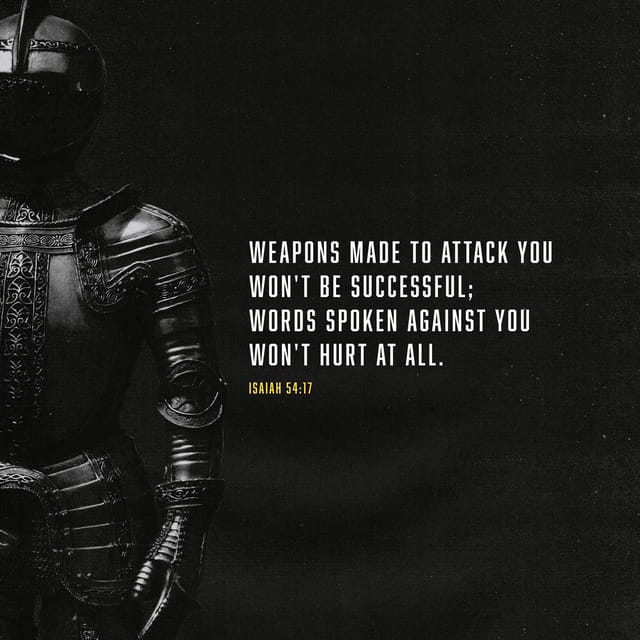 WEAPONS MADE TO ATTACK YOU
WON'T BE SUCCESSFUL;
WORDS SPOKEN AGAINST YOU
WON'T HURT AT ALL.
ISAIAH 54:17